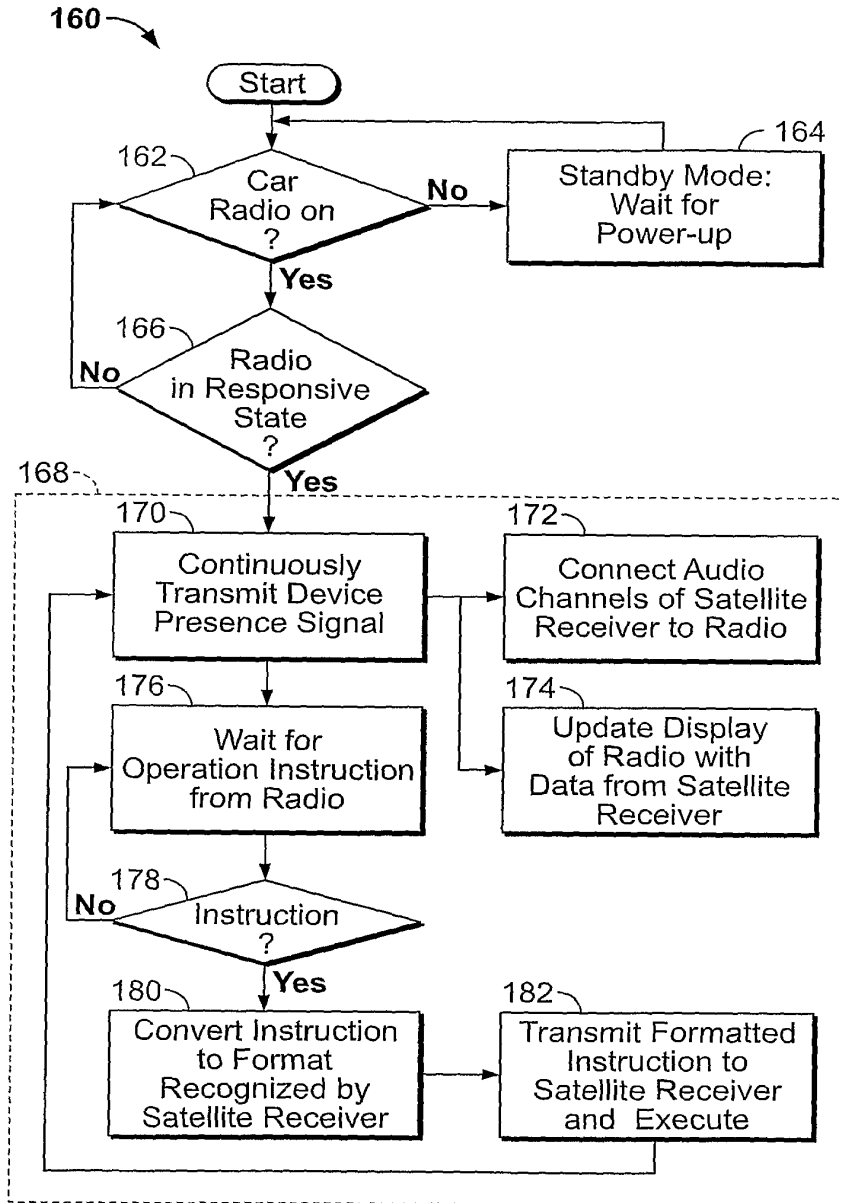 160
Start
162
Car
Radio on
?
No
164
Standby Mode:
Wait for
Power-up
Yes
166
Radio
in Responsive
State
?
No
Yes
168
170
Continuously
Transmit Device
Presence Signal
172
Connect Audio
Channels of Satellite
Receiver to Radio
174
Update Display
of Radio with
Data from Satellite
Receiver
176
Wait for
Operation Instruction
from Radio
178
Instruction
?
No
Yes
180
Convert Instruction
to Format
Recognized by
Satellite Receiver
182
Transmit Formatted
Instruction to
Satellite Receiver
and Execute